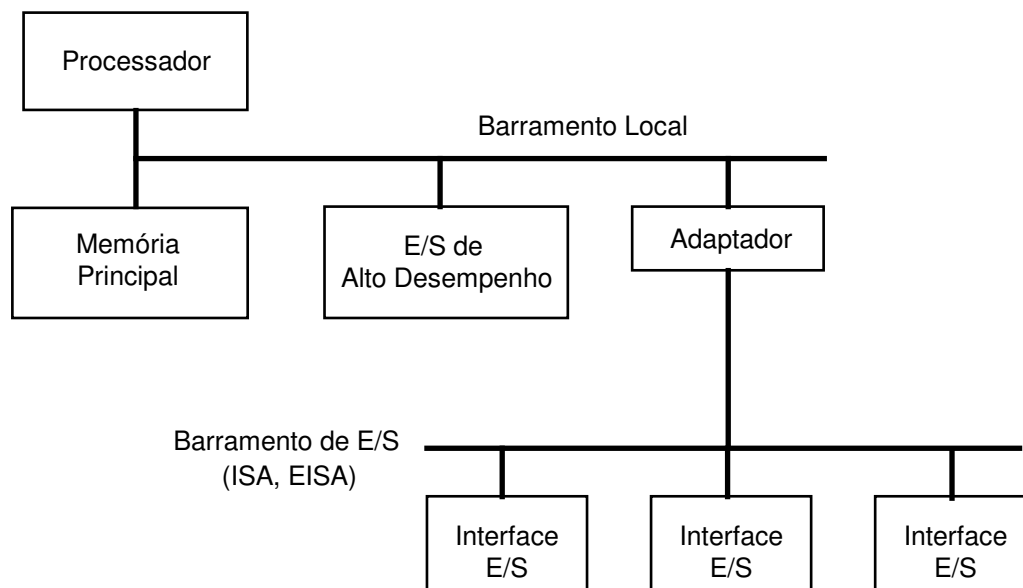 Processador
Barramento Local
Memória
Principal
E/S de
Alto Desempenho
Adaptador
Barramento de E/S
(ISA, EISA)
Interface
E/S
Interface
E/S
Interface
E/S